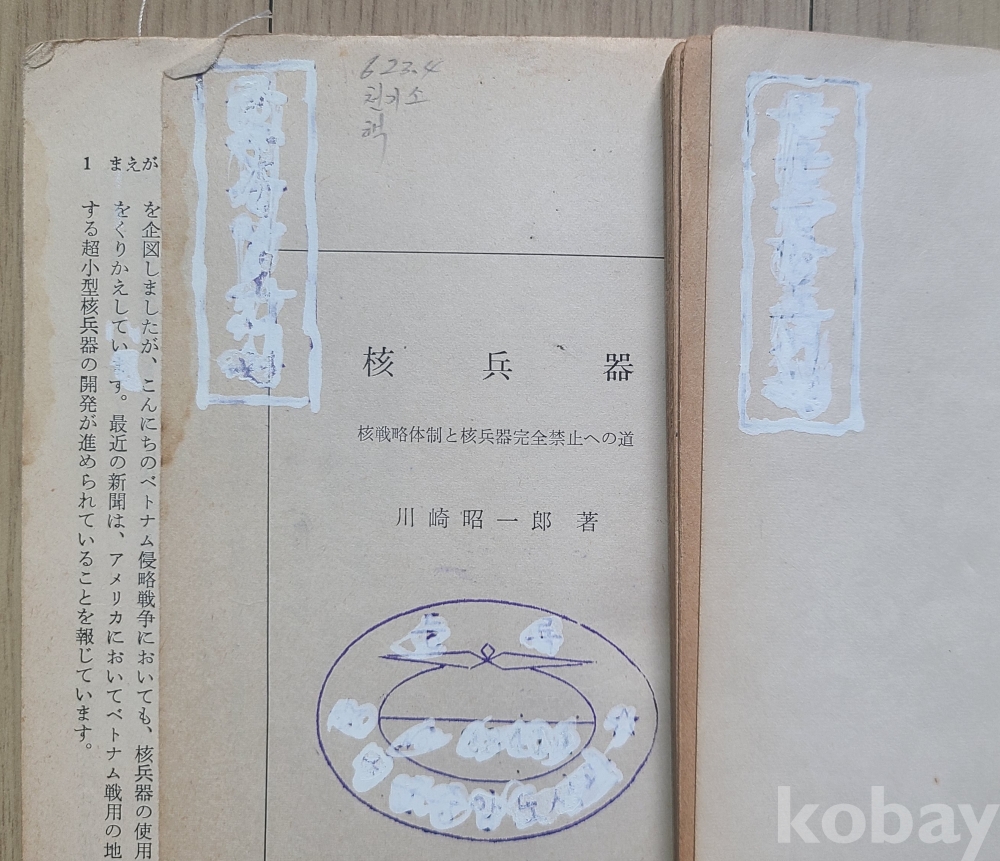 623.4
천기소
핵
核兵器
核戦略体制と核兵器完全禁止への道
川崎昭一郎 著
1 まえが
を企図しましたが、こんにちのベトナム侵略戦争においても、核兵器の使用
をくりかえしています。最近の新聞は、アメリカにおいてベトナム戦用の地
する超小型核兵器の開発が進められていることを報じています。
kobay